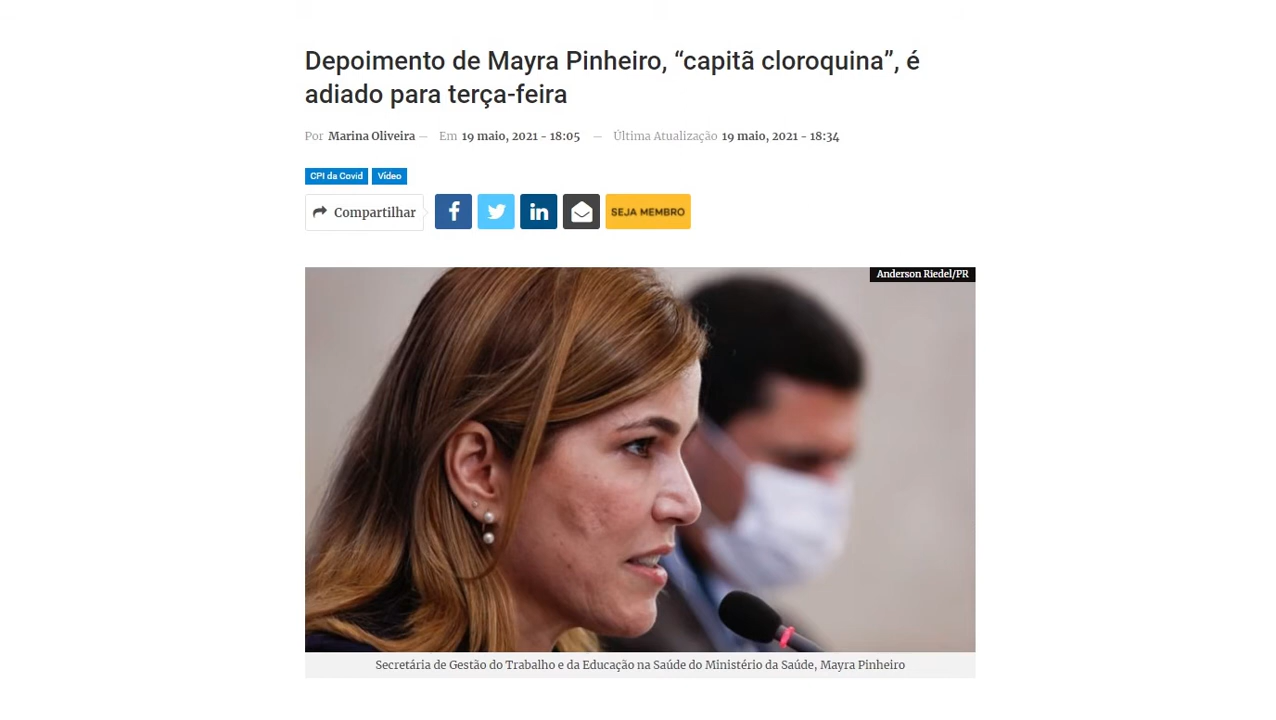 Depoimento de Mayra Pinheiro, “capitã cloroquina”, é
adiado para terça-feira
Por Marina Oliveira — Em 19 maio, 2021 - 18:05 — Última Atualização 19 maio, 2021 - 18:34
CPI da Covid Vídeo
Compartilhar f in SEJA MEMBRO
Anderson Riedel/PR
Secretária de Gestão do Trabalho e da Educação na Saúde do Ministério da Saúde, Mayra Pinheiro